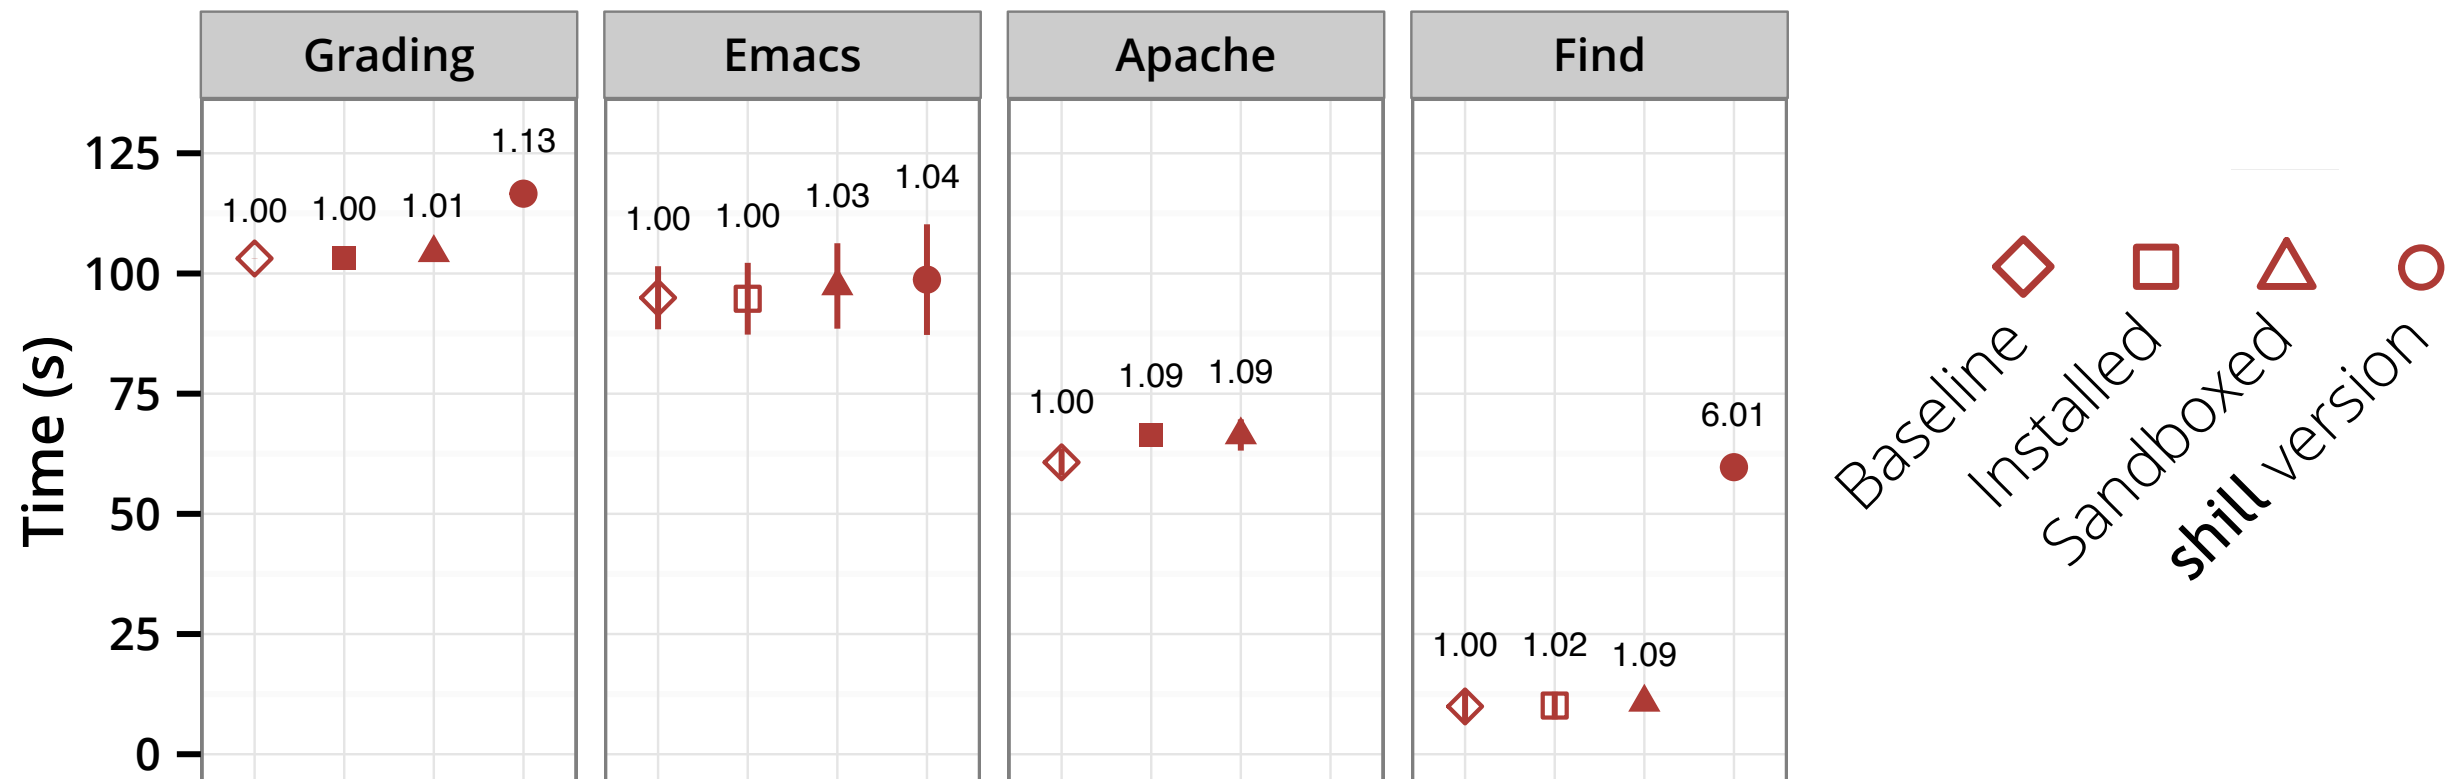 Grading Emacs Apache Find
Time (s)
125
100
75
50
25
0
1.00 1.00 1.01 1.13
1.00 1.00 1.03 1.04
1.00 1.09 1.09
1.00 1.02 1.09 6.01
Baseline
Installed
Sandboxed
shill version